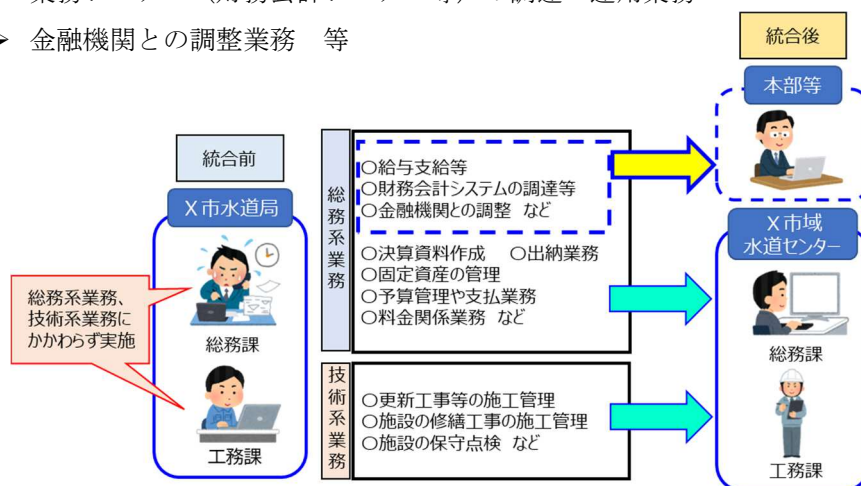 ➢ 金融機関との調整業務　等
統合後
本部等
統合前
X市水道局
総務系業務、
技術系業務に
かかわらず実施
総務課
工務課
総務系業務
○給与支給等
○財務会計システムの調達等
○金融機関との調整 など
○決算資料作成　○出納業務
○固定資産の管理
○予算管理や支払業務
○料金関係業務 など
技術系業務
○更新工事等の施工管理
○施設の修繕工事の施工管理
○施設の保守点検 など
X市域
水道センター
総務課
工務課